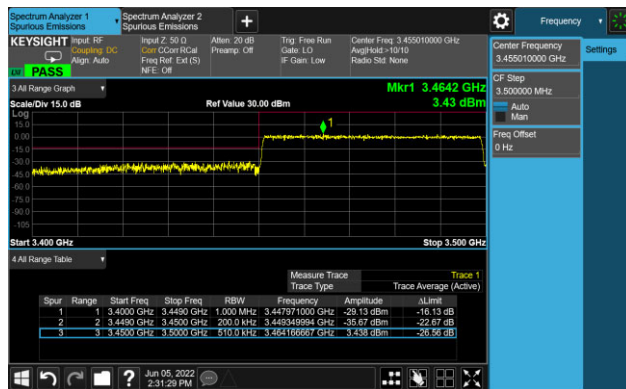 Spectrum Analyzer 1
Spurious Emissions
Spectrum Analyzer 2
Spurious Emissions
Frequency
KEYSIGHT
Input: RF
Coupling: DC
Align: Auto
Input Z: 50 Ω
Corr CCorr RCal
Freq Ref: Ext (S)
NFE: Off
Atten: 20 dB
Preamp: Off
Trig: Free Run
Gate: LO
IF Gain: Low
Center Freq: 3.455010000 GHz
Avg|Hold:>10/10
Radio Std: None
PASS
Center Frequency
3.455010000 GHz
Settings
CF Step
3.500000 MHz
Auto
Man
Freq Offset
0 Hz
3 All Range Graph
Mkr1 3.4642 GHz
Scale/Div 15.0 dB
Ref Value 30.00 dBm
3.43 dBm
Log
15.0
0.00
-15.0
-30.0
-45.0
-60.0
-75.0
-90.0
-105
1
Start 3.400 GHz
Stop 3.500 GHz
4 All Range Table
Measure Trace Trace 1
Trace Type Trace Average (Active)
Spur Range Start Freq Stop Freq RBW Frequency Amplitude ΔLimit
1 1 3.4000 GHz 3.4490 GHz 1.000 MHz 3.447971000 GHz -29.13 dBm -16.13 dB
2 2 3.4490 GHz 3.4500 GHz 200.0 kHz 3.449349994 GHz -35.67 dBm -22.67 dB
3 3 3.4500 GHz 3.5000 GHz 510.0 kHz 3.464166667 GHz 3.438 dBm -26.56 dB
Jun 05, 2022
2:31:29 PM